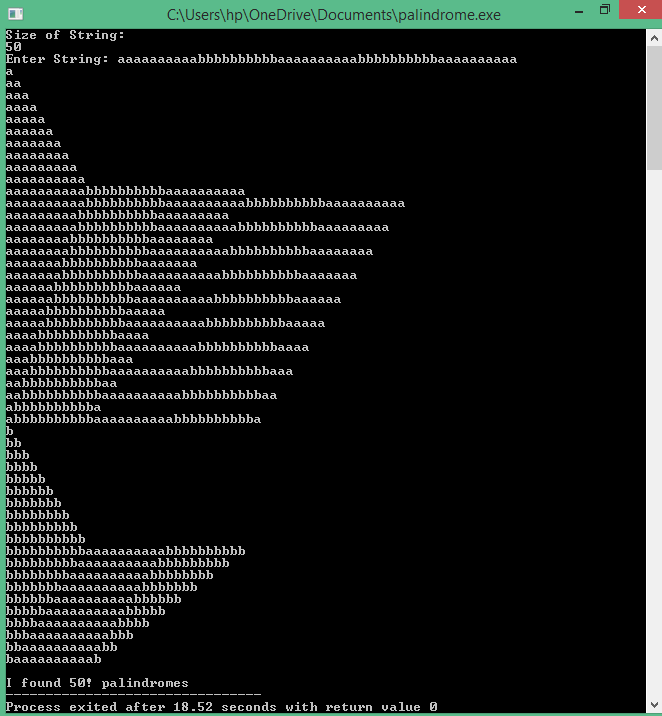 C:\Users\hp\OneDrive\Documents\palindrome.exe
Size of String:
50
Enter String: aaaaaaaaaabbbbbbbbbbaaaaaaaaaabbbbbbbbbbaaaaaaaaaa
a
aa
aaa
aaaa
aaaaa
aaaaaa
aaaaaaa
aaaaaaaa
aaaaaaaaa
aaaaaaaaaa
aaaaaaaaaabbbbbbbbbbaaaaaaaaaa
aaaaaaaaaabbbbbbbbbbaaaaaaaaaabbbbbbbbbbaaaaaaaaaa
aaaaaaaaabbbbbbbbbbaaaaaaaaa
aaaaaaaaabbbbbbbbbbaaaaaaaaaabbbbbbbbbbaaaaaaaaa
aaaaaaaabbbbbbbbbbaaaaaaaa
aaaaaaaabbbbbbbbbbaaaaaaaaaabbbbbbbbbbaaaaaaaa
aaaaaaabbbbbbbbbbaaaaaaa
aaaaaaabbbbbbbbbbaaaaaaaaaabbbbbbbbbbaaaaaaa
aaaaaabbbbbbbbbbaaaaaa
aaaaaabbbbbbbbbbaaaaaaaaaabbbbbbbbbbaaaaaa
aaaaabbbbbbbbbbaaaaa
aaaaabbbbbbbbbbaaaaaaaaaabbbbbbbbbbaaaaa
aaaabbbbbbbbbbaaaa
aaaabbbbbbbbbbaaaaaaaaaabbbbbbbbbbaaaa
aaabbbbbbbbbbaaa
aaabbbbbbbbbbaaaaaaaaaabbbbbbbbbbaaa
aabbbbbbbbbbaa
aabbbbbbbbbbaaaaaaaaaabbbbbbbbbbaa
abbbbbbbbbba
abbbbbbbbbbaaaaaaaaaabbbbbbbbbba
b
bb
bbb
bbbb
bbbbb
bbbbbb
bbbbbbb
bbbbbbbb
bbbbbbbbb
bbbbbbbbbb
bbbbbbbbbbaaaaaaaaaabbbbbbbbbb
bbbbbbbbbaaaaaaaaaabbbbbbbbb
bbbbbbbbaaaaaaaaaabbbbbbbb
bbbbbbbaaaaaaaaaabbbbbbb
bbbbbbaaaaaaaaaabbbbbb
bbbbbaaaaaaaaaabbbbb
bbbbaaaaaaaaaabbbb
bbbaaaaaaaaaabbb
bbaaaaaaaaaabb
baaaaaaaaaab
I found 50! palindromes
--------------------------------
Process exited after 18.52 seconds with return value 0